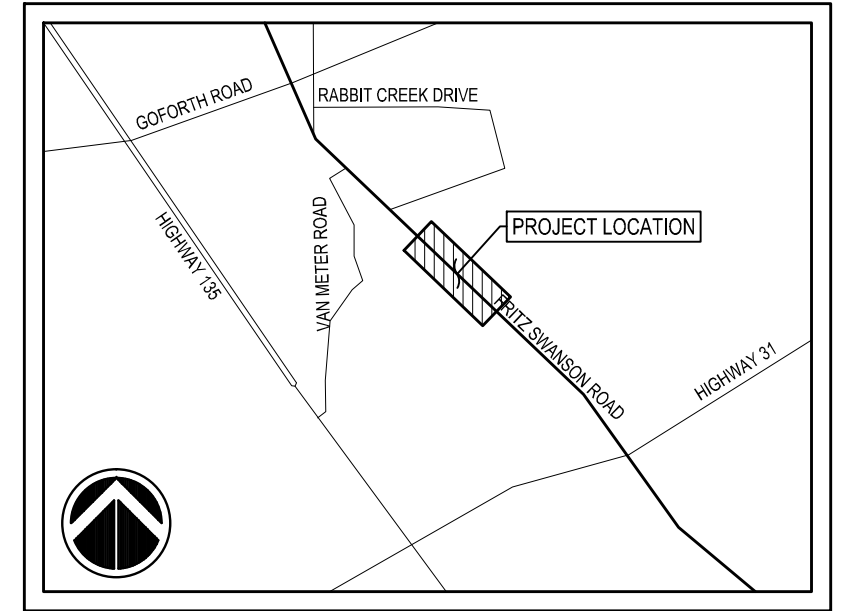 GOFORTH ROAD
RABBIT CREEK DRIVE
HIGHWAY 135
VAN METER ROAD
PROJECT LOCATION
FRITZ SWANSON ROAD
HIGHWAY 31